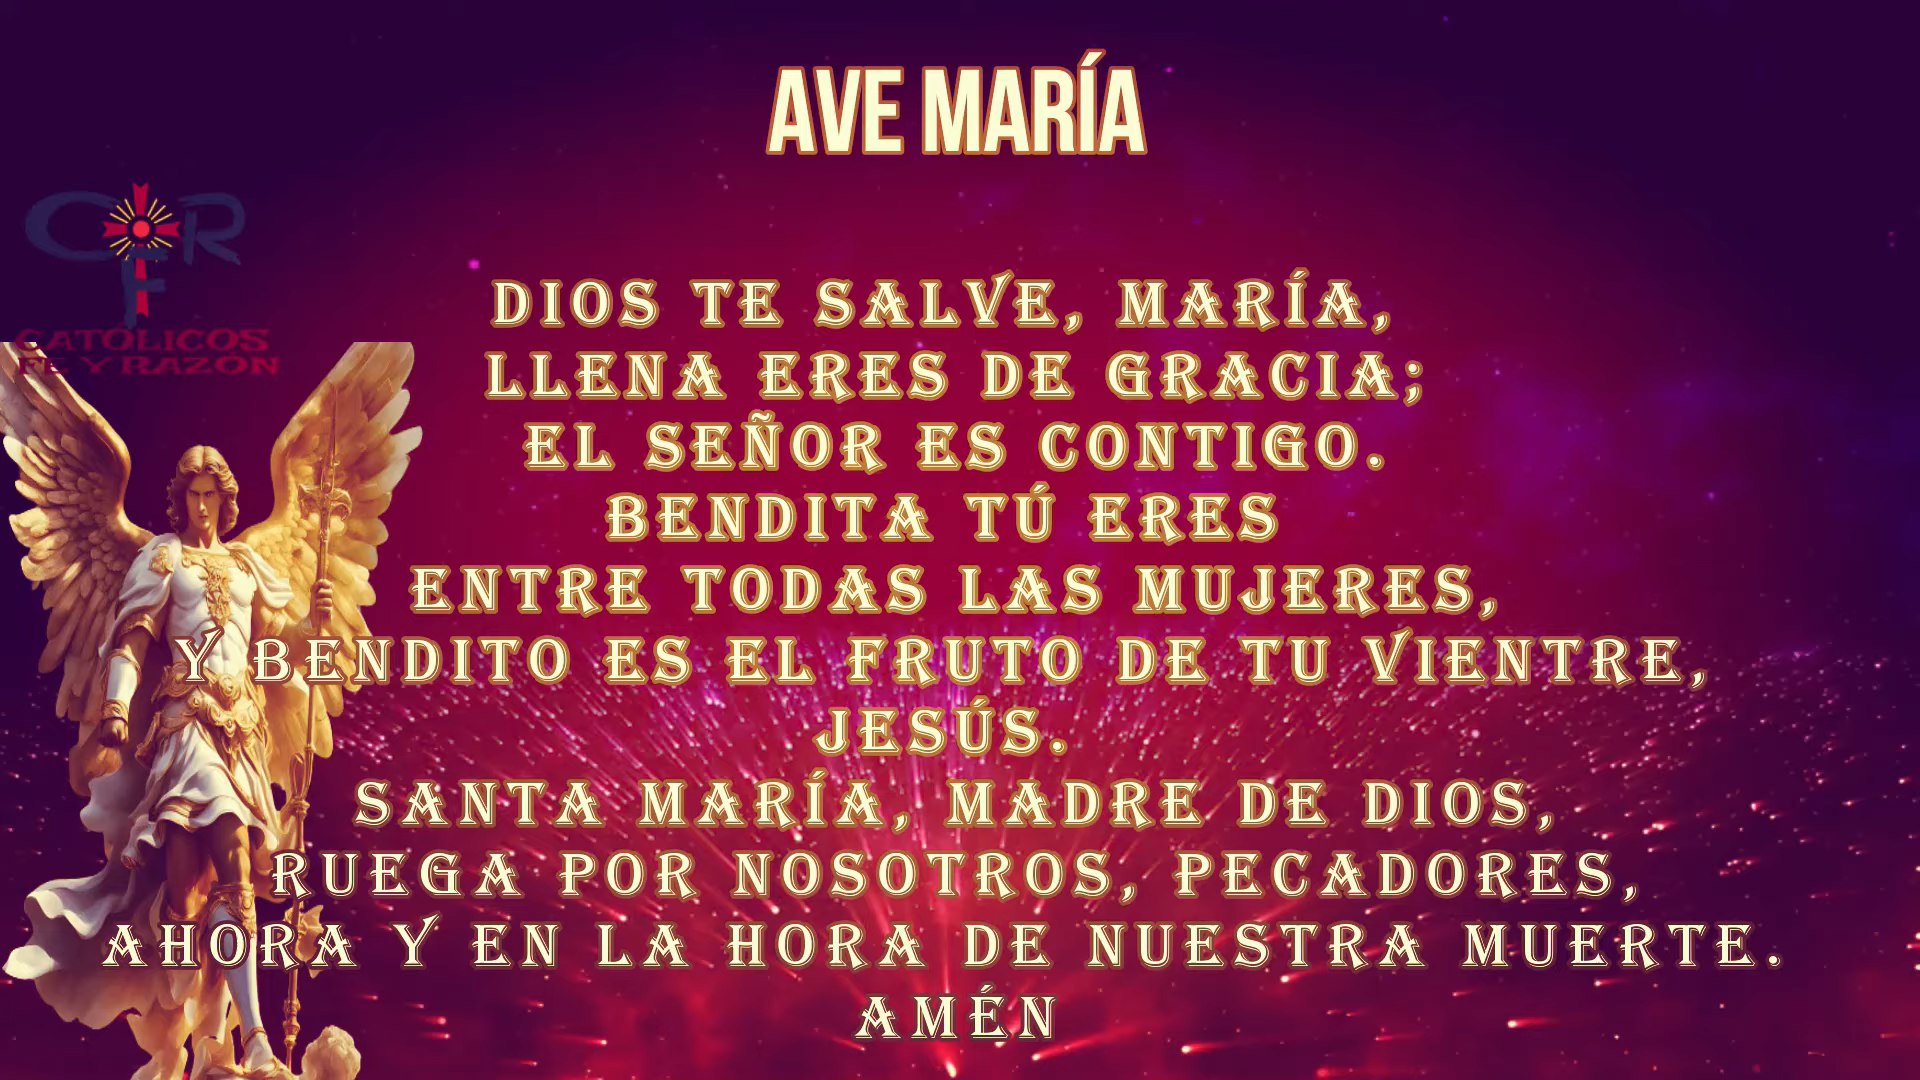 AVE MARÍA
CFR
CATÓLICOS
FE Y RAZÓN
DIOS TE SALVE, MARÍA,
LLENA ERES DE GRACIA;
EL SEÑOR ES CONTIGO.
BENDITA TÚ ERES
ENTRE TODAS LAS MUJERES,
Y BENDITO ES EL FRUTO DE TU VIENTRE,
JESÚS.
SANTA MARÍA, MADRE DE DIOS,
RUEGA POR NOSOTROS, PECADORES,
AHORA Y EN LA HORA DE NUESTRA MUERTE.
AMÉN